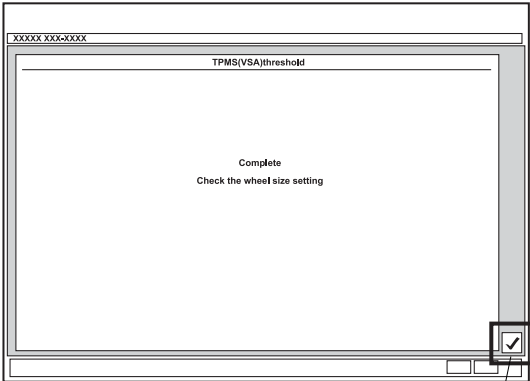 XXXXX XXX-XXXX
TPMS(VSA)threshold
Complete
Check the wheel size setting